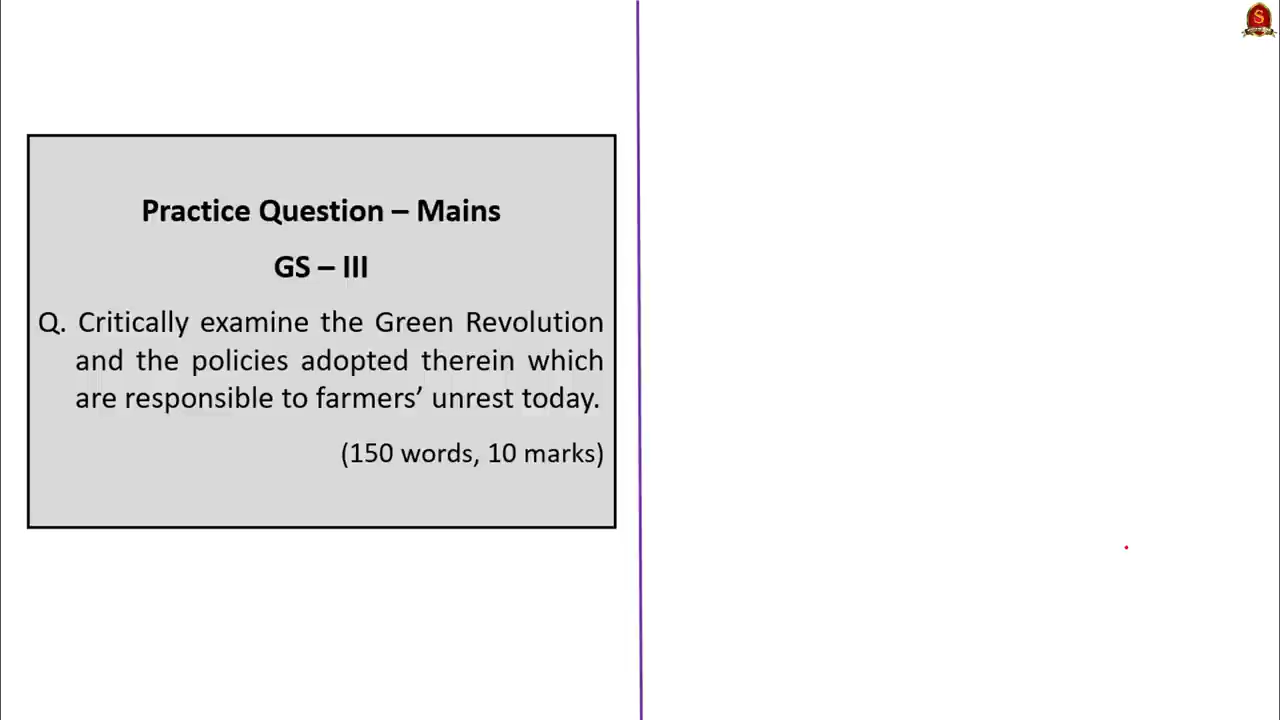 Practice Question – Mains
GS – III
Q. Critically examine the Green Revolution
and the policies adopted therein which
are responsible to farmers’ unrest today.
(150 words, 10 marks)
S